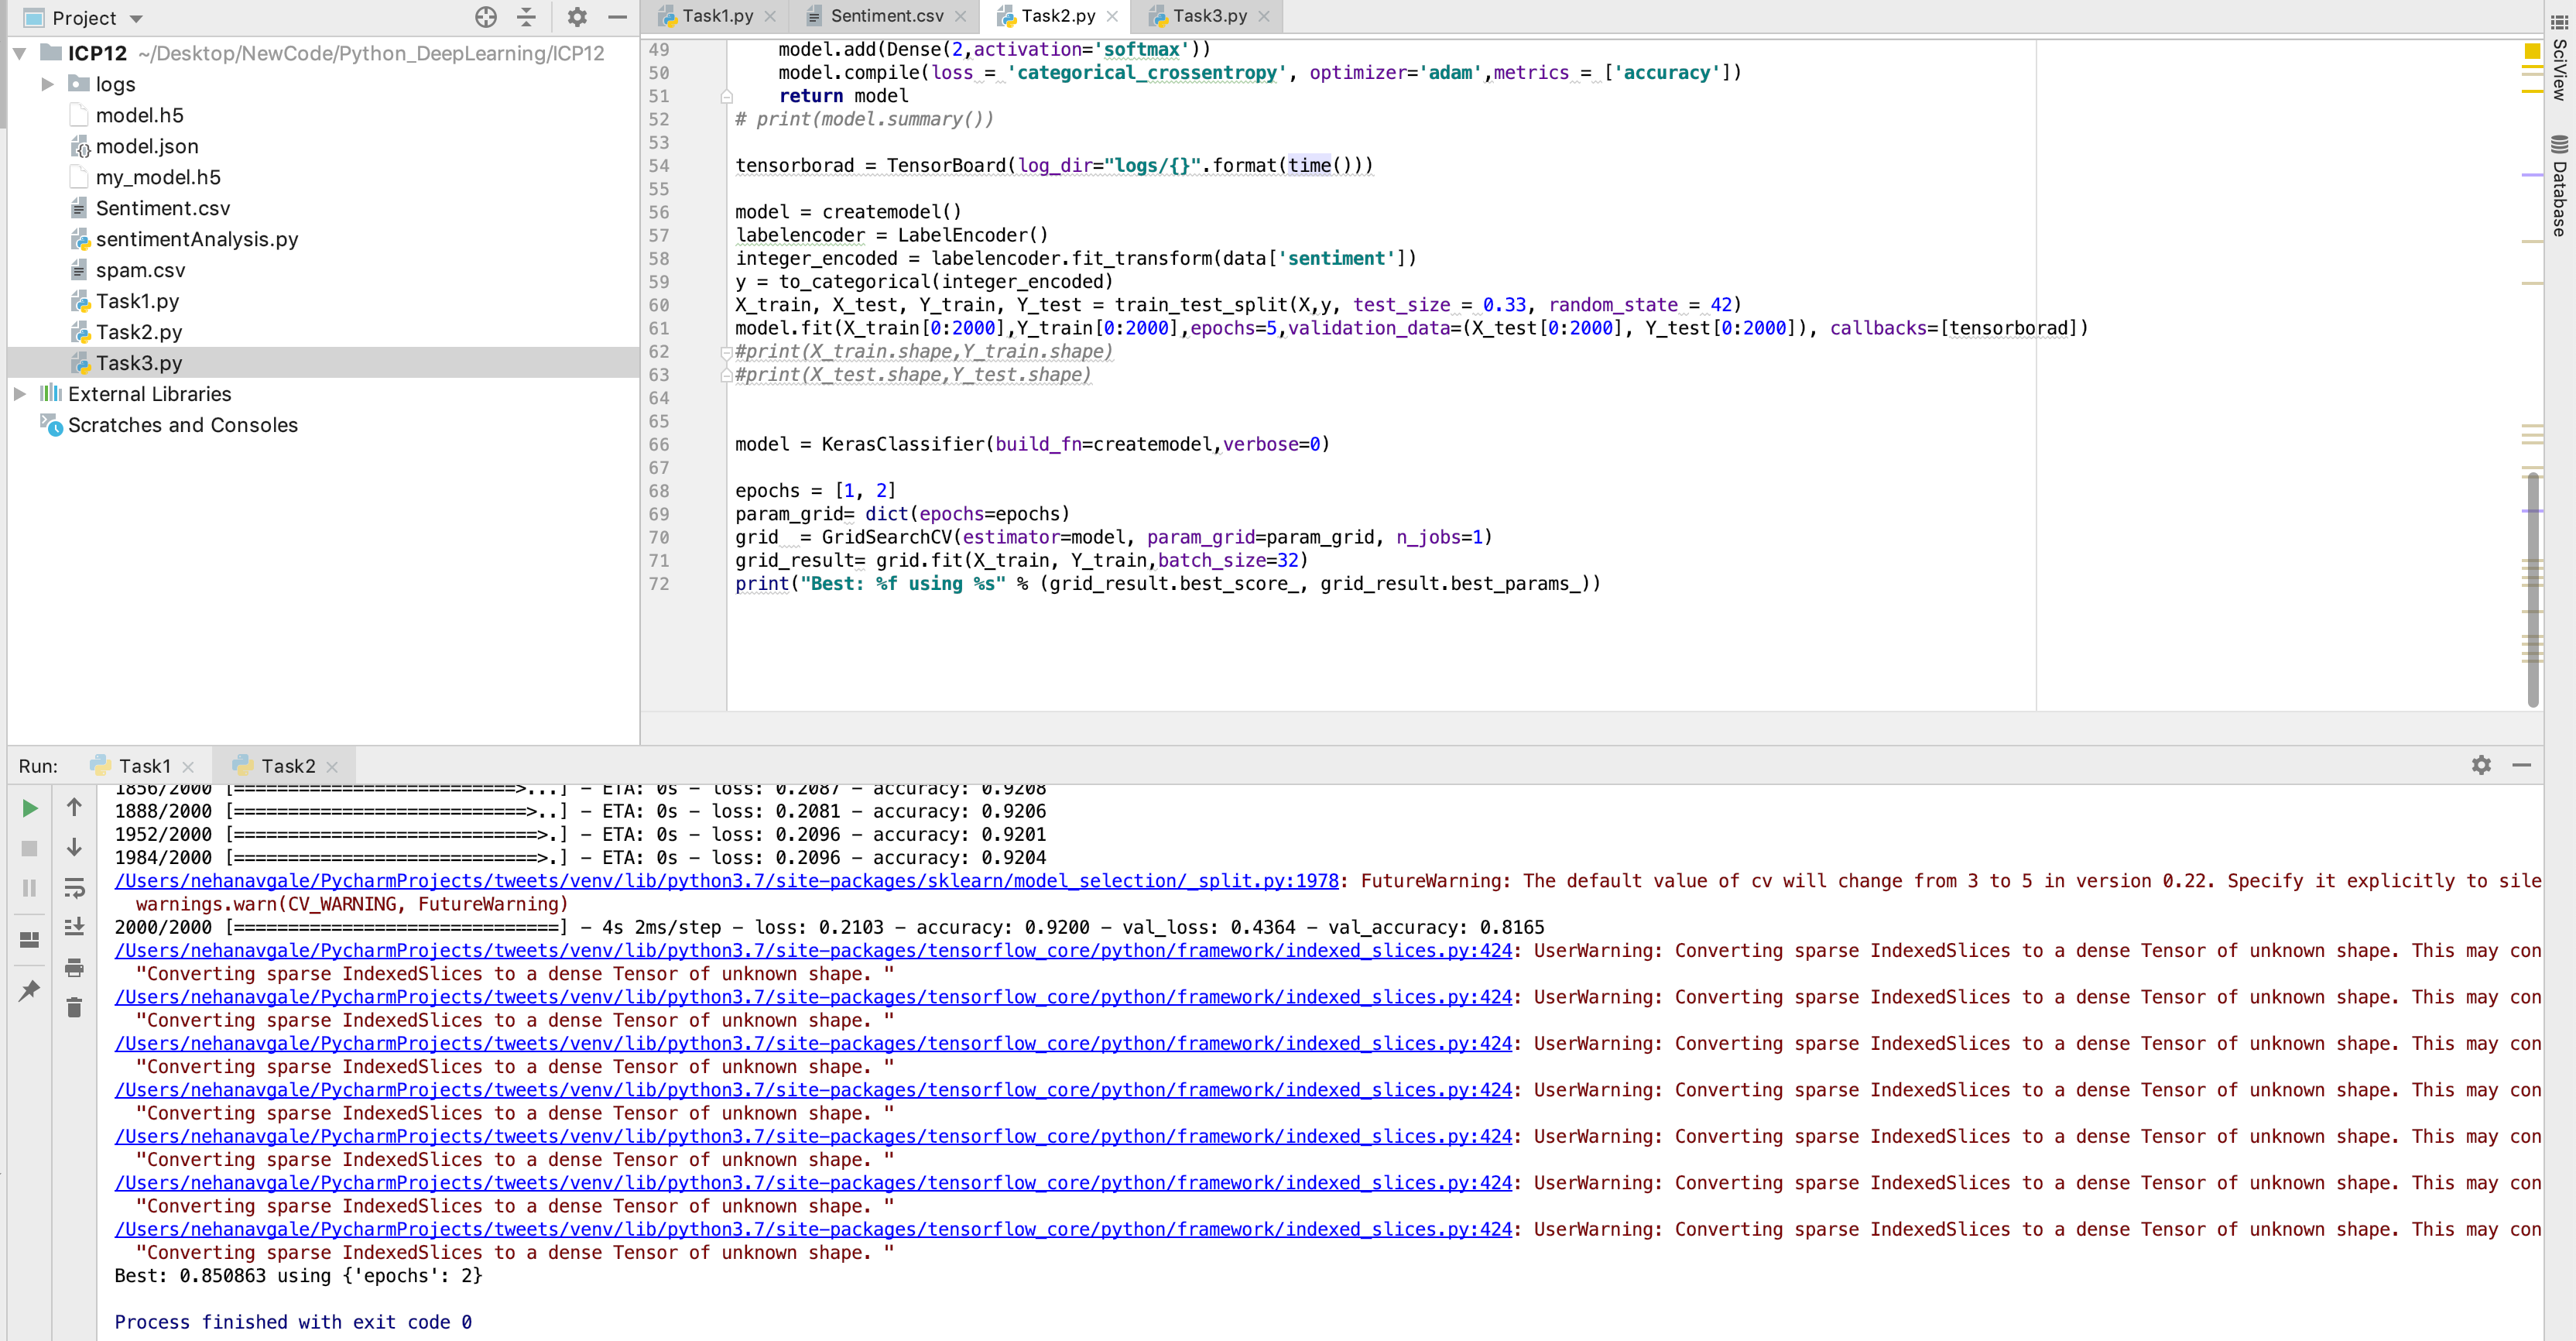 Project
Task1.py
Sentiment.csv
Task2.py
Task3.py
ICP12 ~/Desktop/NewCode/Python_DeepLearning/ICP12
logs
model.h5
model.json
my_model.h5
Sentiment.csv
sentimentAnalysis.py
spam.csv
Task1.py
Task2.py
Task3.py
External Libraries
Scratches and Consoles
49 model.add(Dense(2,activation='softmax'))
50 model.compile(loss = 'categorical_crossentropy', optimizer='adam',metrics = ['accuracy'])
51 return model
52 # print(model.summary())
53
54 tensorborad = TensorBoard(log_dir="logs/{}".format(time()))
55
56 model = createmodel()
57 labelencoder = LabelEncoder()
58 integer_encoded = labelencoder.fit_transform(data['sentiment'])
59 y = to_categorical(integer_encoded)
60 X_train, X_test, Y_train, Y_test = train_test_split(X,y, test_size = 0.33, random_state = 42)
61 model.fit(X_train[0:2000],Y_train[0:2000],epochs=5,validation_data=(X_test[0:2000], Y_test[0:2000]), callbacks=[tensorborad])
62 #print(X_train.shape,Y_train.shape)
63 #print(X_test.shape,Y_test.shape)
64
65
66 model = KerasClassifier(build_fn=createmodel,verbose=0)
67
68 epochs = [1, 2]
69 param_grid= dict(epochs=epochs)
70 grid  = GridSearchCV(estimator=model, param_grid=param_grid, n_jobs=1)
71 grid_result= grid.fit(X_train, Y_train,batch_size=32)
72 print("Best: %f using %s" % (grid_result.best_score_, grid_result.best_params_))
SciView
Database
Run: Task1 Task2
1856/2000 [==========================>...] - ETA: 0s - loss: 0.2087 - accuracy: 0.9208
1888/2000 [===========================>..] - ETA: 0s - loss: 0.2081 - accuracy: 0.9206
1952/2000 [============================>.] - ETA: 0s - loss: 0.2096 - accuracy: 0.9201
1984/2000 [============================>.] - ETA: 0s - loss: 0.2096 - accuracy: 0.9204
/Users/nehanavgale/PycharmProjects/tweets/venv/lib/python3.7/site-packages/sklearn/model_selection/_split.py:1978: FutureWarning: The default value of cv will change from 3 to 5 in version 0.22. Specify it explicitly to sile
warnings.warn(CV_WARNING, FutureWarning)
2000/2000 [==============================] - 4s 2ms/step - loss: 0.2103 - accuracy: 0.9200 - val_loss: 0.4364 - val_accuracy: 0.8165
/Users/nehanavgale/PycharmProjects/tweets/venv/lib/python3.7/site-packages/tensorflow_core/python/framework/indexed_slices.py:424: UserWarning: Converting sparse IndexedSlices to a dense Tensor of unknown shape. This may con
"Converting sparse IndexedSlices to a dense Tensor of unknown shape. "
/Users/nehanavgale/PycharmProjects/tweets/venv/lib/python3.7/site-packages/tensorflow_core/python/framework/indexed_slices.py:424: UserWarning: Converting sparse IndexedSlices to a dense Tensor of unknown shape. This may con
"Converting sparse IndexedSlices to a dense Tensor of unknown shape. "
/Users/nehanavgale/PycharmProjects/tweets/venv/lib/python3.7/site-packages/tensorflow_core/python/framework/indexed_slices.py:424: UserWarning: Converting sparse IndexedSlices to a dense Tensor of unknown shape. This may con
"Converting sparse IndexedSlices to a dense Tensor of unknown shape. "
/Users/nehanavgale/PycharmProjects/tweets/venv/lib/python3.7/site-packages/tensorflow_core/python/framework/indexed_slices.py:424: UserWarning: Converting sparse IndexedSlices to a dense Tensor of unknown shape. This may con
"Converting sparse IndexedSlices to a dense Tensor of unknown shape. "
/Users/nehanavgale/PycharmProjects/tweets/venv/lib/python3.7/site-packages/tensorflow_core/python/framework/indexed_slices.py:424: UserWarning: Converting sparse IndexedSlices to a dense Tensor of unknown shape. This may con
"Converting sparse IndexedSlices to a dense Tensor of unknown shape. "
/Users/nehanavgale/PycharmProjects/tweets/venv/lib/python3.7/site-packages/tensorflow_core/python/framework/indexed_slices.py:424: UserWarning: Converting sparse IndexedSlices to a dense Tensor of unknown shape. This may con
"Converting sparse IndexedSlices to a dense Tensor of unknown shape. "
/Users/nehanavgale/PycharmProjects/tweets/venv/lib/python3.7/site-packages/tensorflow_core/python/framework/indexed_slices.py:424: UserWarning: Converting sparse IndexedSlices to a dense Tensor of unknown shape. This may con
"Converting sparse IndexedSlices to a dense Tensor of unknown shape. "
Best: 0.850863 using {'epochs': 2}
Process finished with exit code 0